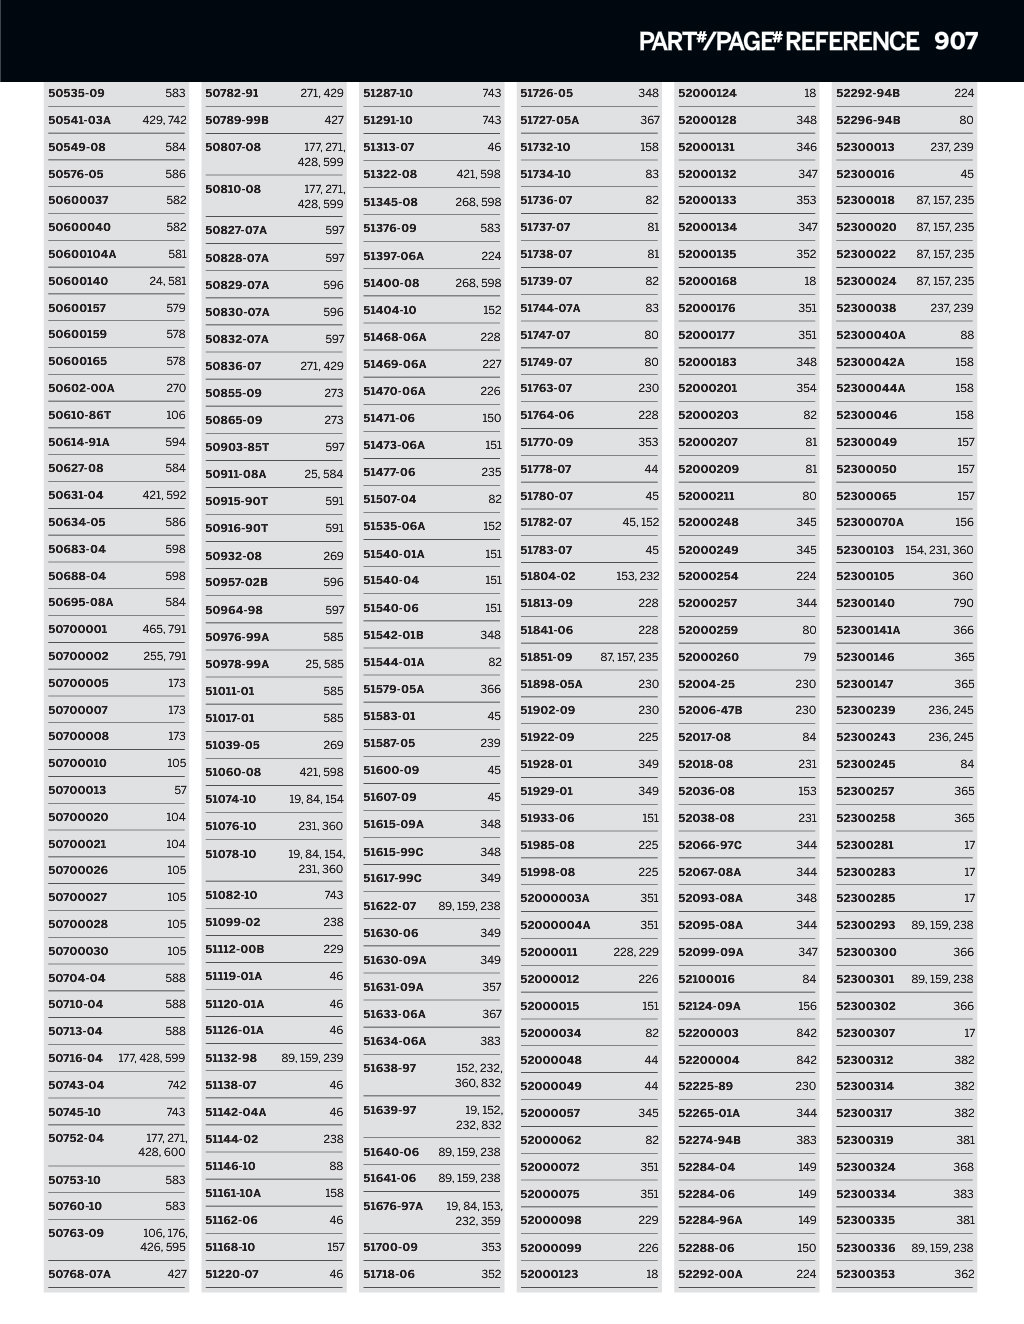 PART#/PAGE# REFERENCE 907
50535-09 583
50541-03A 429, 742
50549-08 584
50576-05 586
50600037 582
50600040 582
50600104A 581
50600140 24, 581
50600157 579
50600159 578
50600165 578
50602-00A 270
50610-86T 106
50614-91A 594
50627-08 584
50631-04 421, 592
50634-05 586
50683-04 598
50688-04 598
50695-08A 584
50700001 465, 791
50700002 255, 791
50700005 173
50700007 173
50700008 173
50700010 105
50700013 57
50700020 104
50700021 104
50700026 105
50700027 105
50700028 105
50700030 105
50704-04 588
50710-04 588
50713-04 588
50716-04 177, 428, 599
50743-04 742
50745-10 743
50752-04 177, 271,
428, 600
50753-10 583
50760-10 583
50763-09 106, 176,
426, 595
50768-07A 427
50782-91 271, 429
50789-99B 427
50807-08 177, 271,
428, 599
50810-08 177, 271,
428, 599
50827-07A 597
50828-07A 597
50829-07A 596
50830-07A 596
50832-07A 597
50836-07 271, 429
50855-09 273
50865-09 273
50903-85T 597
50911-08A 25, 584
50915-90T 591
50916-90T 591
50932-08 269
50957-02B 596
50964-98 597
50976-99A 585
50978-99A 25, 585
51011-01 585
51017-01 585
51039-05 269
51060-08 421, 598
51074-10 19, 84, 154
51076-10 231, 360
51078-10 19, 84, 154,
231, 360
51082-10 743
51099-02 238
51112-00B 229
51119-01A 46
51120-01A 46
51126-01A 46
51132-98 89, 159, 239
51138-07 46
51142-04A 46
51144-02 238
51146-10 88
51161-10A 158
51162-06 46
51168-10 157
51220-07 46
51287-10 743
51291-10 743
51313-07 46
51322-08 421, 598
51345-08 268, 598
51376-09 583
51397-06A 224
51400-08 268, 598
51404-10 152
51468-06A 228
51469-06A 227
51470-06A 226
51471-06 150
51473-06A 151
51477-06 235
51507-04 82
51535-06A 152
51540-01A 151
51540-04 151
51540-06 151
51542-01B 348
51544-01A 82
51579-05A 366
51583-01 45
51587-05 239
51600-09 45
51607-09 45
51615-09A 348
51615-99C 348
51617-99C 349
51622-07 89, 159, 238
51630-06 349
51630-09A 349
51631-09A 357
51633-06A 367
51634-06A 383
51638-97 152, 232,
360, 832
51639-97 19, 152,
232, 832
51640-06 89, 159, 238
51641-06 89, 159, 238
51676-97A 19, 84, 153,
232, 359
51700-09 353
51718-06 352
51726-05 348
51727-05A 367
51732-10 158
51734-10 83
51736-07 82
51737-07 81
51738-07 81
51739-07 82
51744-07A 83
51747-07 80
51749-07 80
51763-07 230
51764-06 228
51770-09 353
51778-07 44
51780-07 45
51782-07 45, 152
51783-07 45
51804-02 153, 232
51813-09 228
51841-06 228
51851-09 87, 157, 235
51898-05A 230
51902-09 230
51922-09 225
51928-01 349
51929-01 349
51933-06 151
51985-08 225
51998-08 225
52000003A 351
52000004A 351
52000011 228, 229
52000012 226
52000015 151
52000034 82
52000048 44
52000049 44
52000057 345
52000062 82
52000072 351
52000075 351
52000098 229
52000099 226
52000123 18
52000124 18
52000128 348
52000131 346
52000132 347
52000133 353
52000134 347
52000135 352
52000168 18
52000176 351
52000177 351
52000183 348
52000201 354
52000203 82
52000207 81
52000209 81
52000211 80
52000248 345
52000249 345
52000254 224
52000257 344
52000259 80
52000260 79
52004-25 230
52006-47B 230
52017-08 84
52018-08 231
52036-08 153
52038-08 231
52066-97C 344
52067-08A 344
52093-08A 348
52095-08A 344
52099-09A 347
52100016 84
52124-09A 156
52200003 842
52200004 842
52225-89 230
52265-01A 344
52274-94B 383
52284-04 149
52284-06 149
52284-96A 149
52288-06 150
52292-00A 224
52292-94B 224
52296-94B 80
52300013 237, 239
52300016 45
52300018 87, 157, 235
52300020 87, 157, 235
52300022 87, 157, 235
52300024 87, 157, 235
52300038 237, 239
52300040A 88
52300042A 158
52300044A 158
52300046 158
52300049 157
52300050 157
52300065 157
52300070A 156
52300103 154, 231, 360
52300105 360
52300140 790
52300141A 366
52300146 365
52300147 365
52300239 236, 245
52300243 236, 245
52300245 84
52300257 365
52300258 365
52300281 17
52300283 17
52300285 17
52300293 89, 159, 238
52300300 366
52300301 89, 159, 238
52300302 366
52300307 17
52300312 382
52300314 382
52300317 382
52300319 381
52300324 368
52300334 383
52300335 381
52300336 89, 159, 238
52300353 362